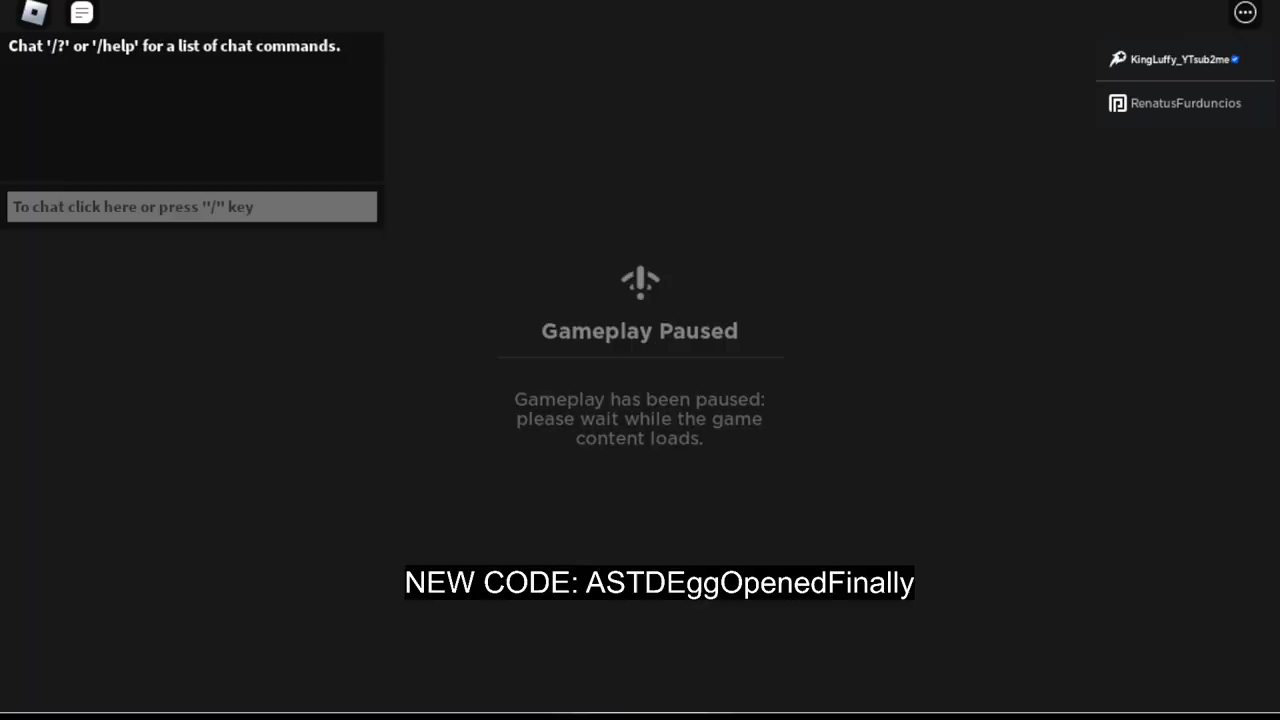 Chat '/?' or '/help' for a list of chat commands.
To chat click here or press "/" key
KingLuffy_YTsub2me
RenatusFurduncios
Gameplay Paused
Gameplay has been paused:
please wait while the game
content loads.
NEW CODE: ASTDEggOpenedFinally